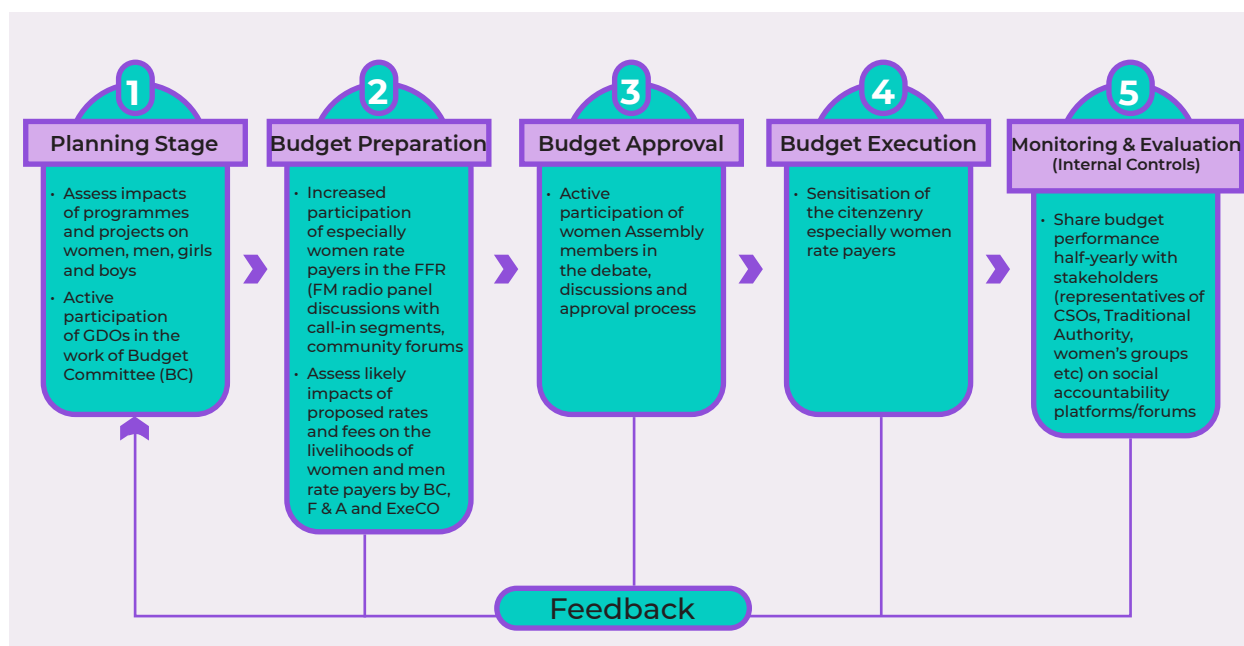 1
Planning Stage
• Assess impacts
of programmes
and projects on
women, men, girls
and boys
• Active
participation
of GDOs in the
work of Budget
Committee (BC)
2
Budget Preparation
• Increased
participation
of especially
women rate
payers in the FFR
(FM radio panel
discussions with
call-in segments,
community forums
• Assess likely
impacts of
proposed rates
and fees on the
livelihoods of
women and men
rate payers by BC,
F & A and ExeCO
3
Budget Approval
• Active
participation of
women Assembly
members in
the debate,
discussions and
approval process
4
Budget Execution
• Sensitisation of
the citenzenry
especially women
rate payers
5
Monitoring & Evaluation
(Internal Controls)
• Share budget
performance
half-yearly with
stakeholders
(representatives of
CSOs, Traditional
Authority,
women’s groups
etc) on social
accountability
platforms/forums
Feedback